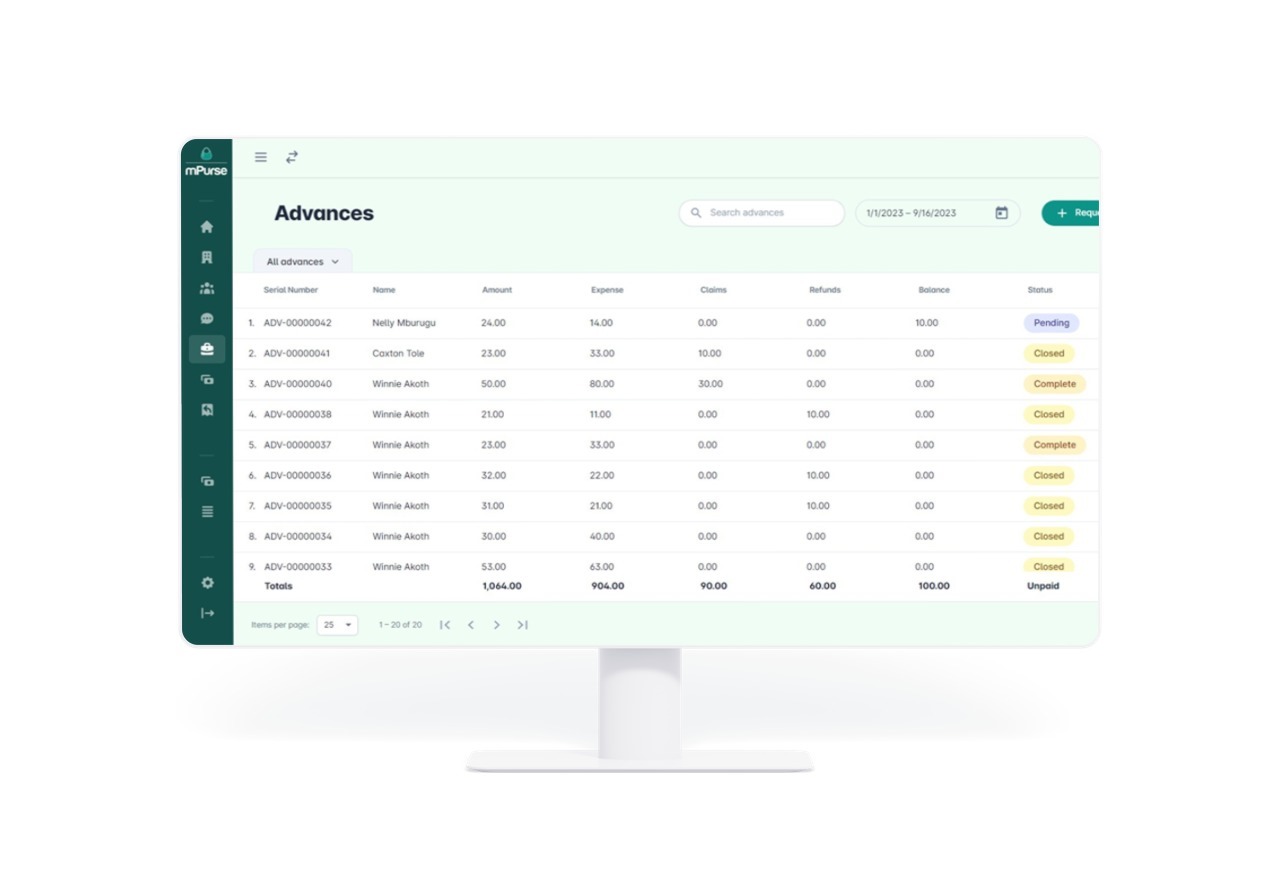 mPurse
Advances
Search advances
1/1/2023 – 9/16/2023
+ Requ
All advances
Serial Number Name Amount Expense Claims Refunds Balance Status
1. ADV-00000042 Nelly Mburugu 24.00 14.00 0.00 0.00 10.00 Pending
2. ADV-00000041 Caxton Tole 23.00 33.00 10.00 0.00 0.00 Closed
3. ADV-00000040 Winnie Akoth 50.00 80.00 30.00 0.00 0.00 Complete
4. ADV-00000038 Winnie Akoth 21.00 11.00 0.00 10.00 0.00 Closed
5. ADV-00000037 Winnie Akoth 23.00 33.00 0.00 0.00 0.00 Complete
6. ADV-00000036 Winnie Akoth 32.00 22.00 0.00 10.00 0.00 Closed
7. ADV-00000035 Winnie Akoth 31.00 21.00 0.00 10.00 0.00 Closed
8. ADV-00000034 Winnie Akoth 30.00 40.00 0.00 0.00 0.00 Closed
9. ADV-00000033 Winnie Akoth 53.00 63.00 0.00 0.00 0.00 Closed
Totals 1,064.00 904.00 90.00 60.00 100.00 Unpaid
Items per page: 25 1 – 20 of 20